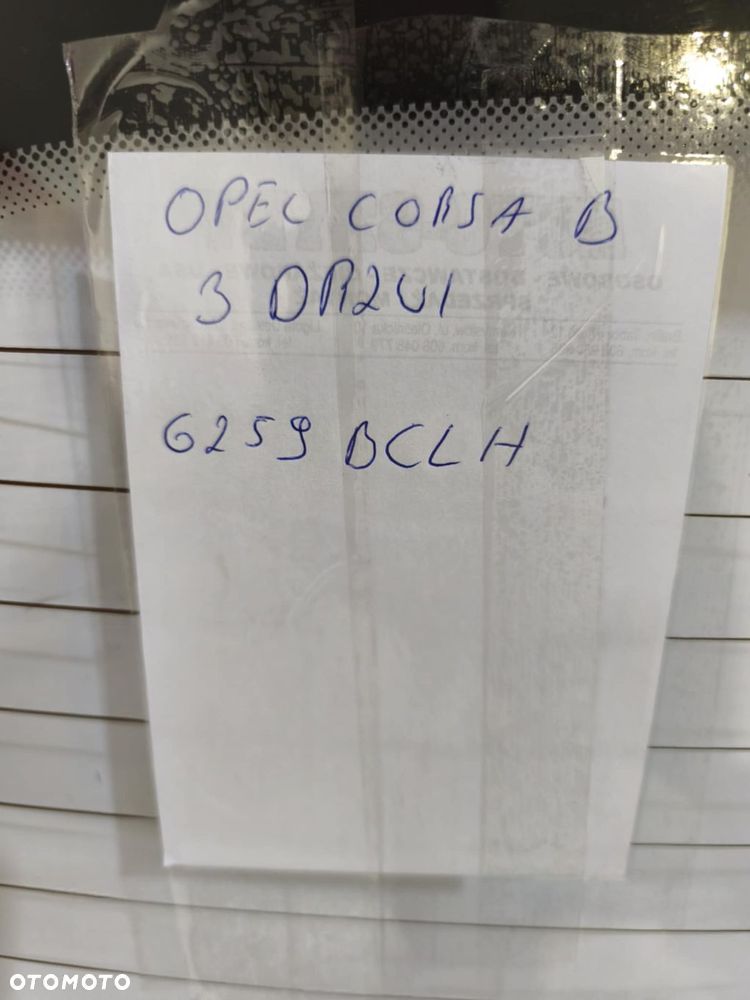 OPEL CORSA B
3 DRZWI
6259 BCLH
OTOMOTO